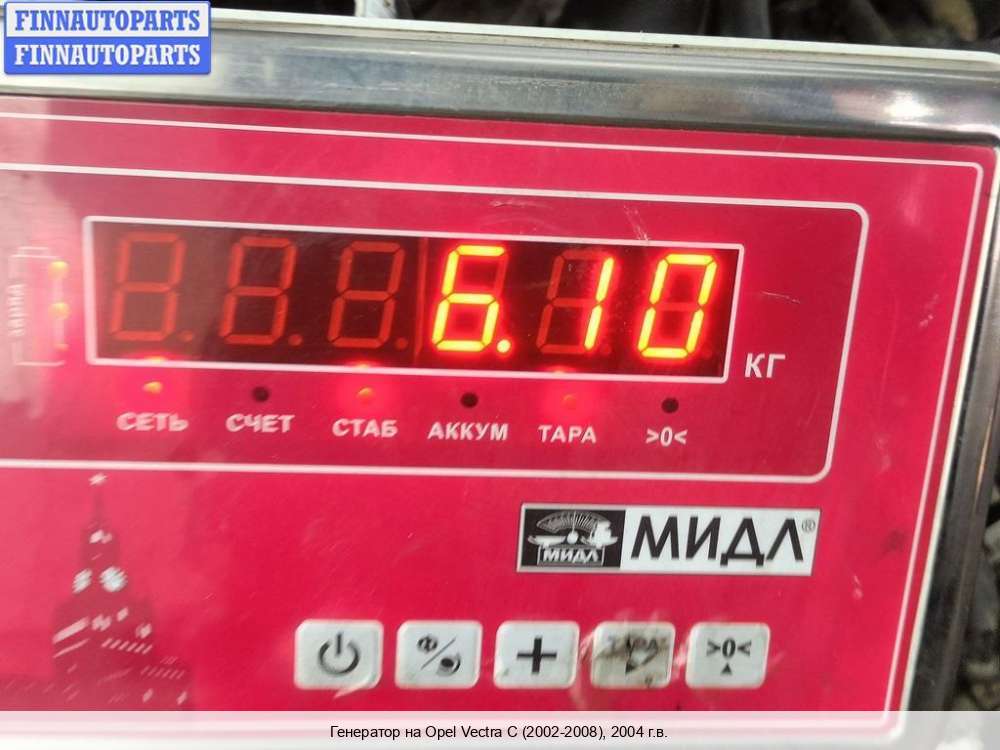 FINNAUTOPARTS
FINNAUTOPARTS
заряд
6.10
КГ
СЕТЬ СЧЕТ СТАБ АККУМ ТАРА >0<
МИДЛ МИДЛ®
>0<
Генератор на Opel Vectra C (2002-2008), 2004 г.в.